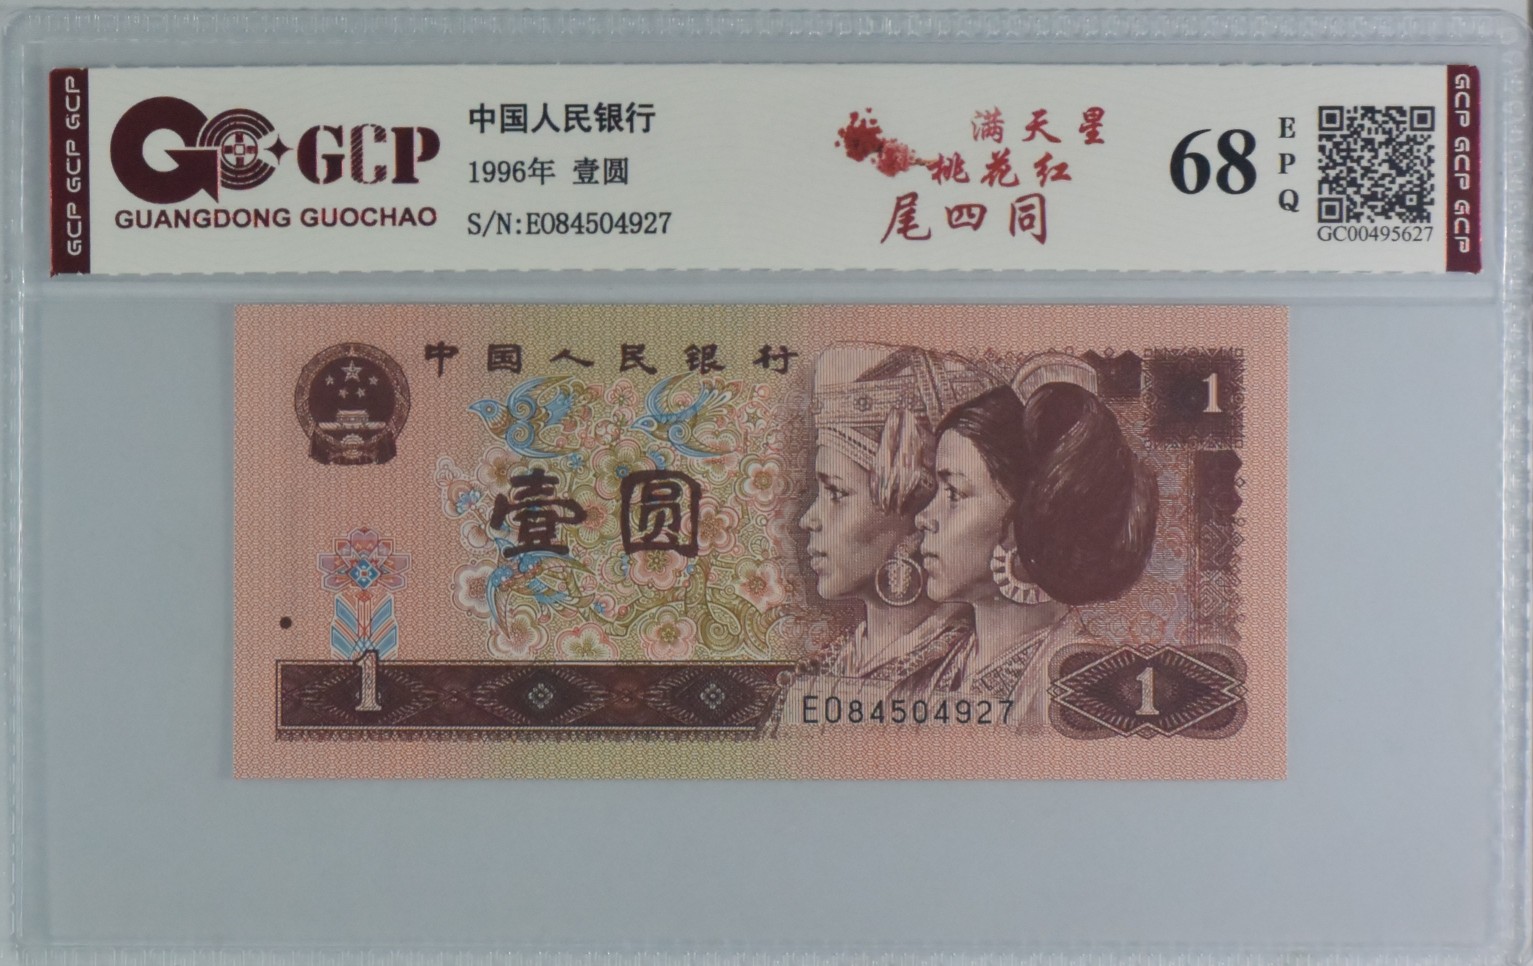 GCP GCP GCP
GCP
GUANGDONG GUOCHAO
中国人民银行
1996年 壹圆
S/N:E084504927
满天星
桃花红
尾四同
68
EPQ
GC00495627
GCP GCP GCP
中国人民银行
1
壹圆
1
E084504927
1